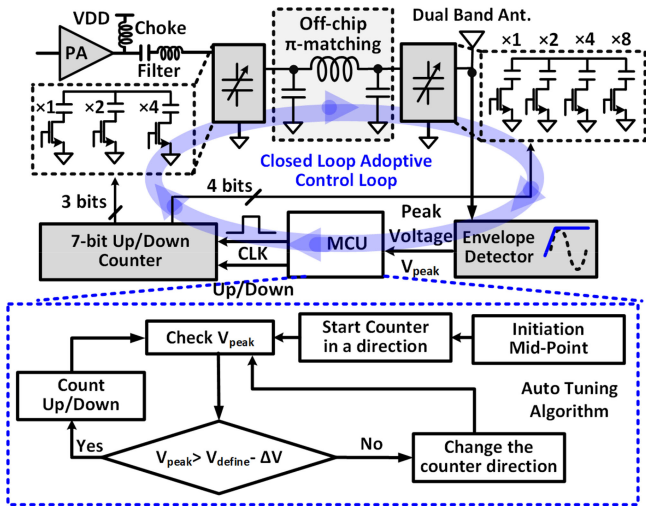 VDD
Choke
PA
Filter
Off-chip
π-matching
Dual Band Ant.
×1 ×2 ×4 ×8
×1 ×2 ×4
Closed Loop Adoptive
Control Loop
3 bits
4 bits
7-bit Up/Down
Counter
CLK
Up/Down
MCU
Peak
Voltage
Vpeak
Envelope
Detector
Check Vpeak
Start Counter
in a direction
Initiation
Mid-Point
Count
Up/Down
Auto Tuning
Algorithm
Yes
Vpeak> Vdefine- ΔV
No
Change the
counter direction